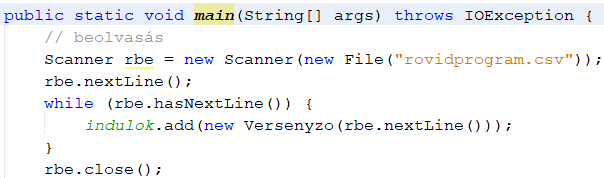 public static void main(String[] args) throws IOException {
    // beolvasás
    Scanner rbe = new Scanner(new File("rovidprogram.csv"));
    rbe.nextLine();
    while (rbe.hasNextLine()) {
        indulok.add(new Versenyzo(rbe.nextLine()));
    }
    rbe.close();